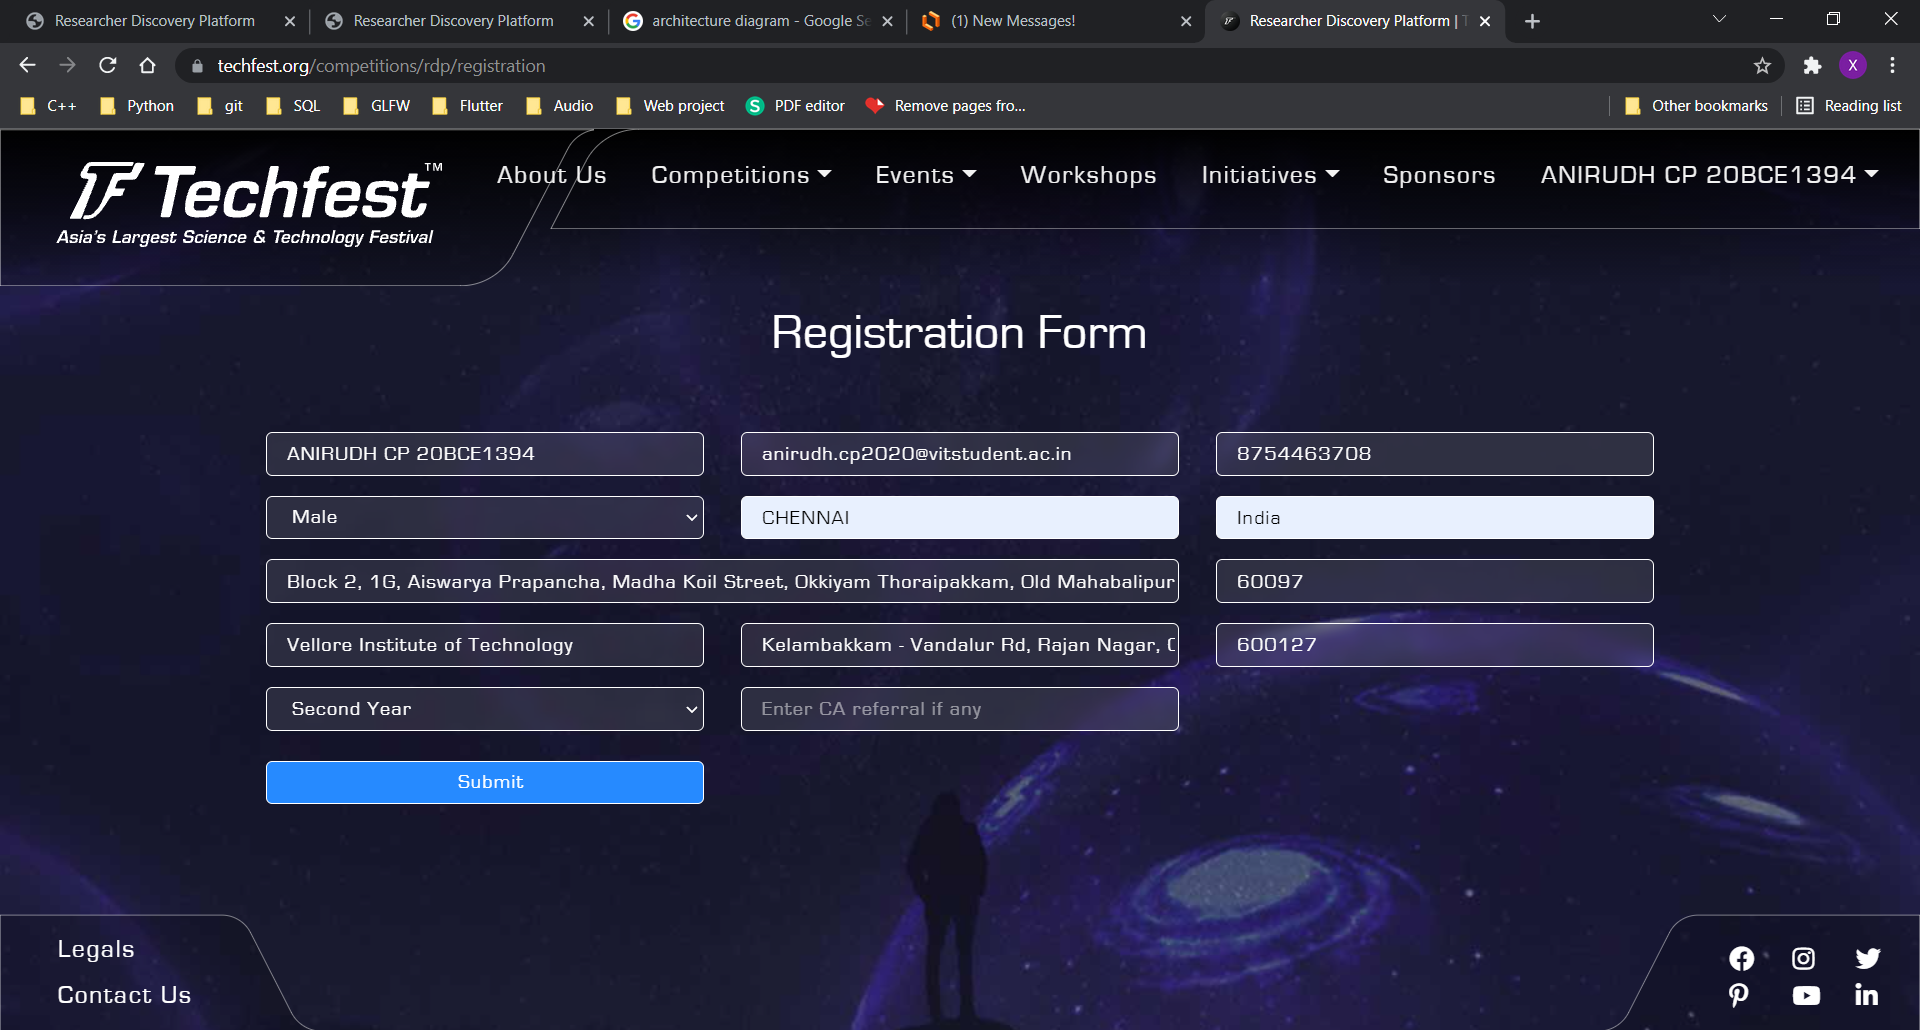 Researcher Discovery Platform
Researcher Discovery Platform
architecture diagram - Google Se
(1) New Messages!
Researcher Discovery Platform | T
techfest.org/competitions/rdp/registration
X
C++
Python
git
SQL
GLFW
Flutter
Audio
Web project
S
PDF editor
Remove pages fro...
Other bookmarks
Reading list
Techfest™
Asia's Largest Science & Technology Festival
About Us
Competitions
Events
Workshops
Initiatives
Sponsors
ANIRUDH CP 20BCE1394
Registration Form
ANIRUDH CP 20BCE1394
anirudh.cp2020@vitstudent.ac.in
8754463708
Male
CHENNAI
India
Block 2, 1G, Aiswarya Prapancha, Madha Koil Street, Okkiyam Thoraipakkam, Old Mahabalipur
60097
Vellore Institute of Technology
Kelambakkam - Vandalur Rd, Rajan Nagar, C
600127
Second Year
Enter CA referral if any
Submit
Legals
Contact Us